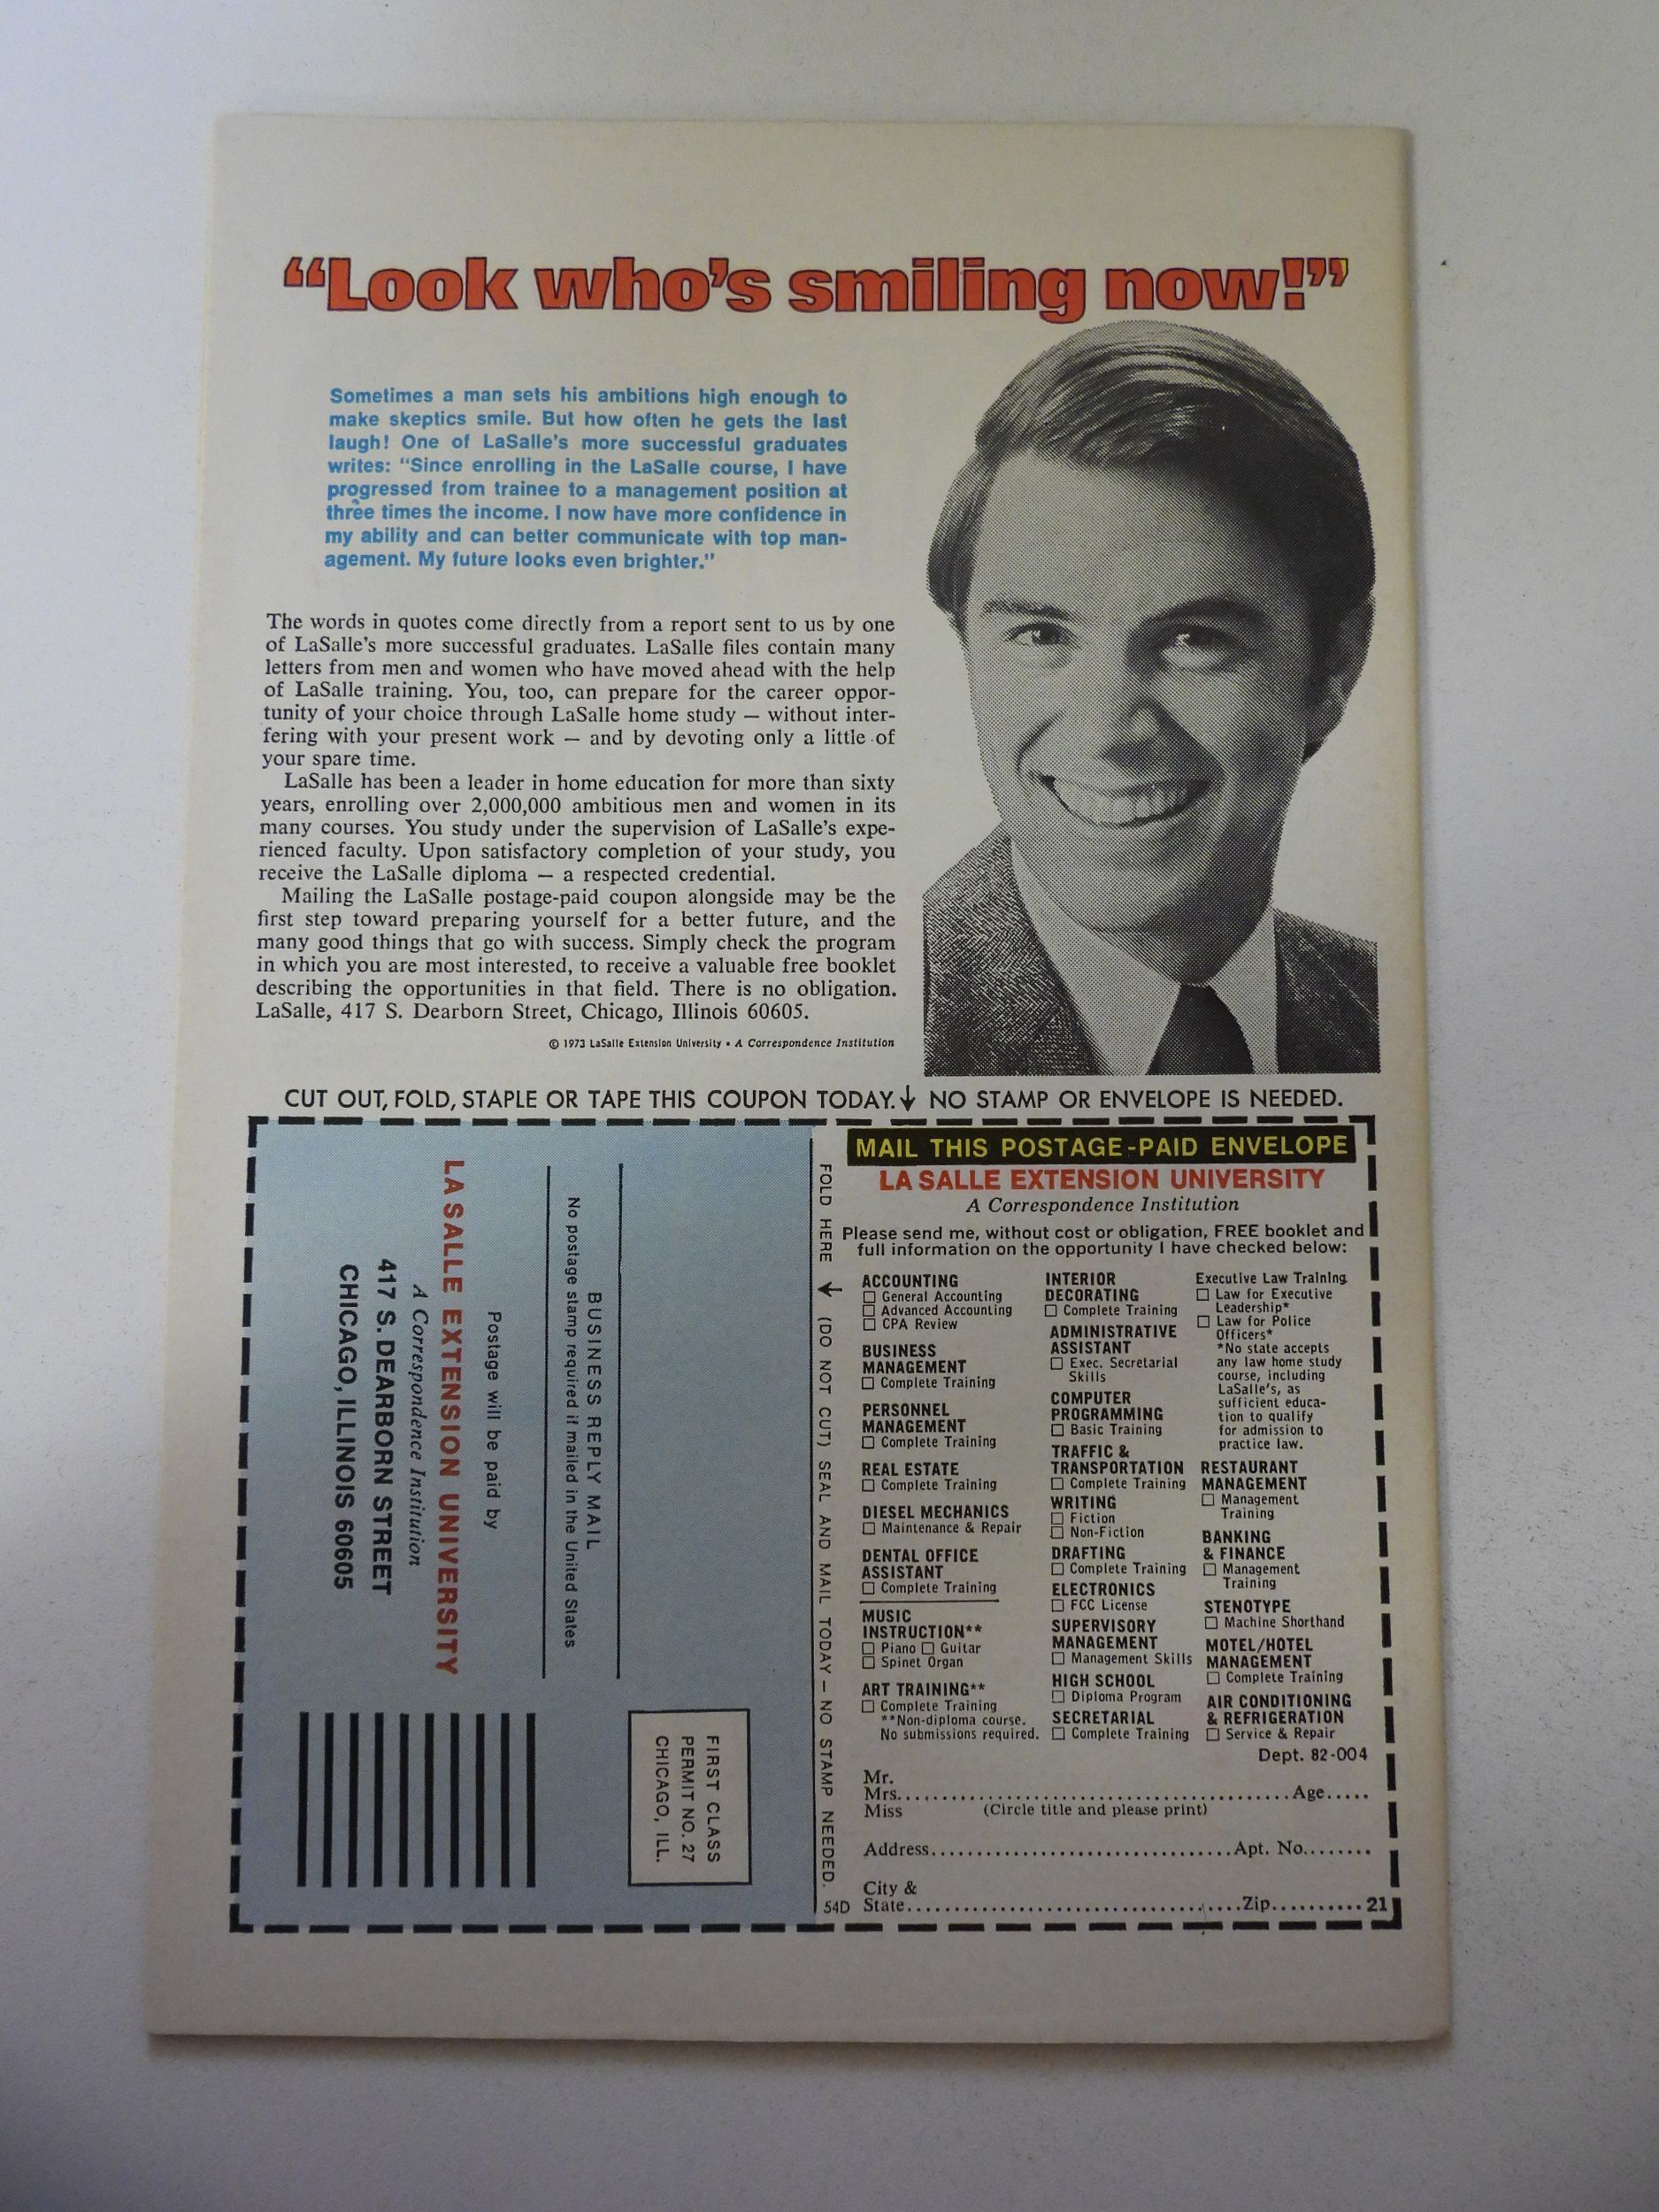 “Look who’s smiling now!”
Sometimes a man sets his ambitions high enough to
make skeptics smile. But how often he gets the last
laugh! One of LaSalle’s more successful graduates
writes: “Since enrolling in the LaSalle course, I have
progressed from trainee to a management position at
three times the income. I now have more confidence in
my ability and can better communicate with top man-
agement. My future looks even brighter.”
The words in quotes come directly from a report sent to us by one
of LaSalle’s more successful graduates. LaSalle files contain many
letters from men and women who have moved ahead with the help
of LaSalle training. You, too, can prepare for the career oppor-
tunity of your choice through LaSalle home study — without inter-
fering with your present work — and by devoting only a little of
your spare time.
LaSalle has been a leader in home education for more than sixty
years, enrolling over 2,000,000 ambitious men and women in its
many courses. You study under the supervision of LaSalle’s expe-
rienced faculty. Upon satisfactory completion of your study, you
receive the LaSalle diploma — a respected credential.
Mailing the LaSalle postage-paid coupon alongside may be the
first step toward preparing yourself for a better future, and the
many good things that go with success. Simply check the program
in which you are most interested, to receive a valuable free booklet
describing the opportunities in that field. There is no obligation.
LaSalle, 417 S. Dearborn Street, Chicago, Illinois 60605.
© 1973 LaSalle Extension University • A Correspondence Institution
CUT OUT, FOLD, STAPLE OR TAPE THIS COUPON TODAY. ↓ NO STAMP OR ENVELOPE IS NEEDED.
FIRST CLASS
PERMIT NO. 27
CHICAGO, ILL.
BUSINESS REPLY MAIL
No postage stamp required if mailed in the United States
Postage will be paid by
LA SALLE EXTENSION UNIVERSITY
A Correspondence Institution
417 S. DEARBORN STREET
CHICAGO, ILLINOIS 60605
FOLD HERE ↓ (DO NOT CUT) SEAL AND MAIL TODAY — NO STAMP NEEDED.
MAIL THIS POSTAGE-PAID ENVELOPE
LA SALLE EXTENSION UNIVERSITY
A Correspondence Institution
Please send me, without cost or obligation, FREE booklet and
full information on the opportunity I have checked below:
ACCOUNTING
☐ General Accounting
☐ Advanced Accounting
☐ CPA Review
BUSINESS
MANAGEMENT
☐ Complete Training
PERSONNEL
MANAGEMENT
☐ Complete Training
REAL ESTATE
☐ Complete Training
DIESEL MECHANICS
☐ Maintenance & Repair
DENTAL OFFICE
ASSISTANT
☐ Complete Training
MUSIC
INSTRUCTION**
☐ Piano ☐ Guitar
☐ Spinet Organ
ART TRAINING**
☐ Complete Training
**Non-diploma course.
No submissions required.
INTERIOR
DECORATING
☐ Complete Training
ADMINISTRATIVE
ASSISTANT
☐ Exec. Secretarial
Skills
COMPUTER
PROGRAMMING
☐ Basic Training
TRAFFIC &
TRANSPORTATION
☐ Complete Training
WRITING
☐ Fiction
☐ Non-Fiction
DRAFTING
☐ Complete Training
ELECTRONICS
☐ FCC License
SUPERVISORY
MANAGEMENT
☐ Management Skills
HIGH SCHOOL
☐ Diploma Program
SECRETARIAL
☐ Complete Training
Executive Law Training
☐ Law for Executive
Leadership*
☐ Law for Police
Officers*
*No state accepts
any law home study
course, including
LaSalle’s, as
sufficient educa-
tion to qualify
for admission to
practice law.
RESTAURANT
MANAGEMENT
☐ Management
Training
BANKING
& FINANCE
☐ Management
Training
STENOTYPE
☐ Machine Shorthand
MOTEL/HOTEL
MANAGEMENT
☐ Complete Training
AIR CONDITIONING
& REFRIGERATION
☐ Service & Repair
Dept. 82-004
Mr.
Mrs. Age
Miss (Circle title and please print)
Address Apt. No.
City &
54D State Zip 21